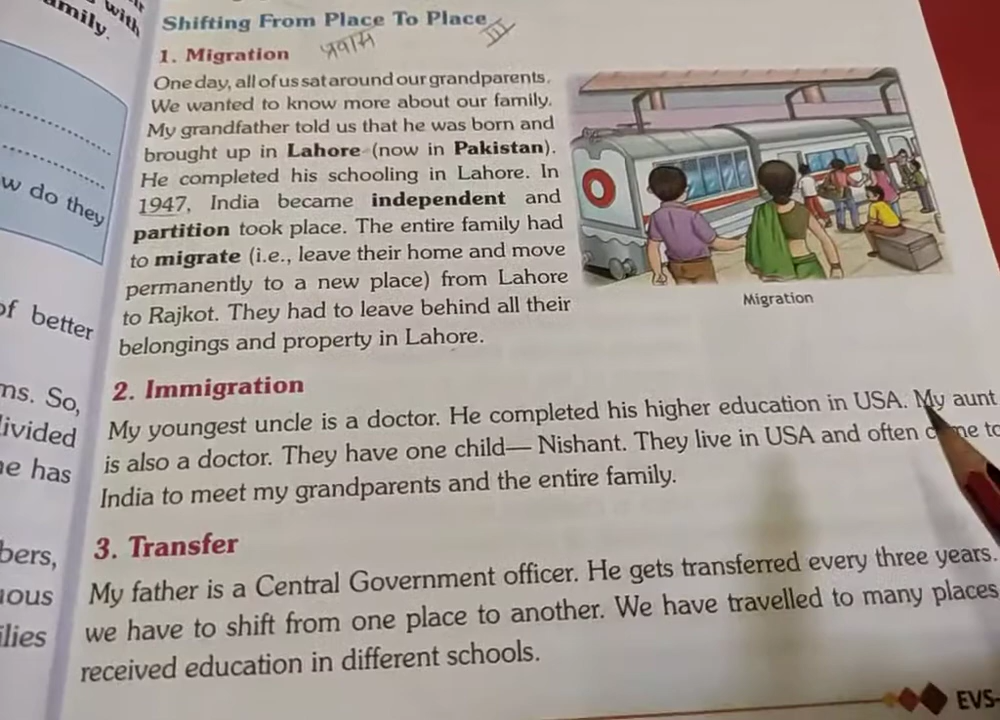 amily.
with
w do they
of better
ns. So,
ivided
e has
bers,
ious
ilies
Shifting From Place To Place
III
1. Migration
One day, all of us sat around our grandparents.
We wanted to know more about our family.
My grandfather told us that he was born and
brought up in Lahore (now in Pakistan).
He completed his schooling in Lahore. In
1947, India became independent and
partition took place. The entire family had
to migrate (i.e., leave their home and move
permanently to a new place) from Lahore
to Rajkot. They had to leave behind all their
belongings and property in Lahore.
Migration
2. Immigration
My youngest uncle is a doctor. He completed his higher education in USA. My aunt
is also a doctor. They have one child— Nishant. They live in USA and often to
India to meet my grandparents and the entire family.
3. Transfer
My father is a Central Government officer. He gets transferred every three years.
we have to shift from one place to another. We have travelled to many places
received education in different schools.
EVS-